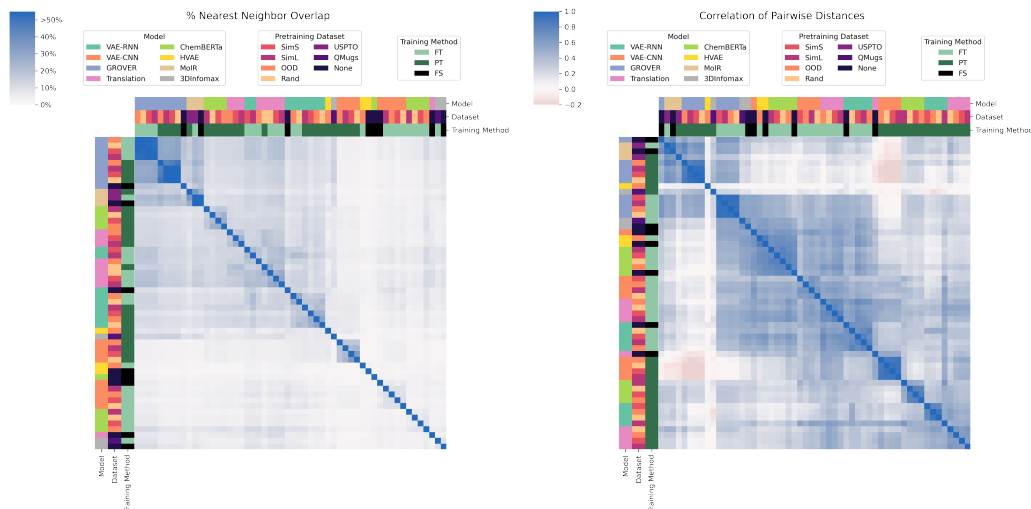 % Nearest Neighbor Overlap
>50%
40%
30%
20%
10%
0%
Model
VAE-RNN
VAE-CNN
GROVER
Translation
ChemBERTa
HVAE
MolR
3DInfomax
Pretraining Dataset
SimS
SimL
OOD
Rand
USPTO
QMugs
None
Training Method
FT
PT
FS
Model
Dataset
Training Method
Model
Dataset
aining Method
Correlation of Pairwise Distances
1.0
0.8
0.6
0.4
0.2
0.0
−0.2
Model
VAE-RNN
VAE-CNN
GROVER
Translation
ChemBERTa
HVAE
MolR
3DInfomax
Pretraining Dataset
SimS
SimL
OOD
Rand
USPTO
QMugs
None
Training Method
FT
PT
FS
Model
Dataset
Training Method
Model
Dataset
aining Method